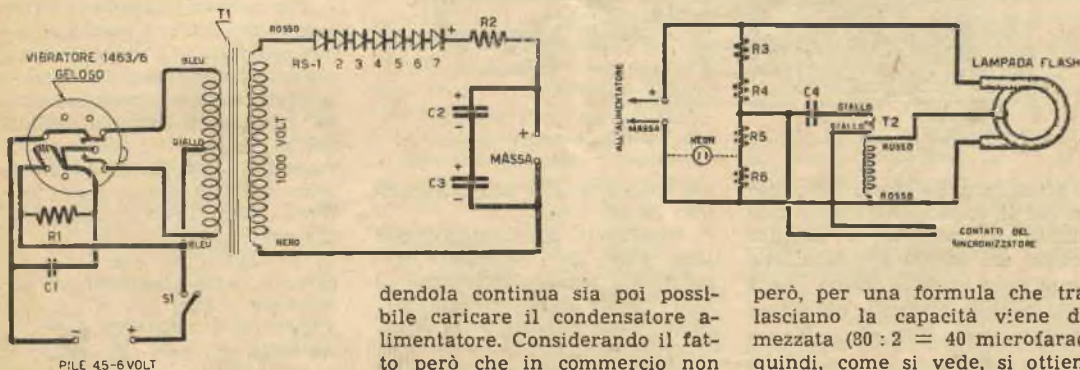 T1
VIBRATORE 1463/6
GELOSO
BLEU
GIALLO
BLEU
ROSSO
1000 VOLT
NERO
RS-1 2 3 4 5 6 7
+
R2
+
C2
-
+
C3
-
+
MASSA
R1
C1
S1
- +
PILE 4,5-6 VOLT
ALL'ALIMENTATORE
+
MASSA
R3
R4
C4
GIALLO
GIALLO
T2
R5
NEON
ROSSO
R6
ROSSO
LAMPADA FLASH
CONTATTI DEL
SINCRONIZZATORE
dendola continua sia poi possi-
bile caricare il condensatore a-
limentatore. Considerando il fat-
to però che in commercio non
però, per una formula che tra
lasciamo la capacità viene d
mezzata (80 : 2 = 40 microfarad
quindi, come si vede, si ottien